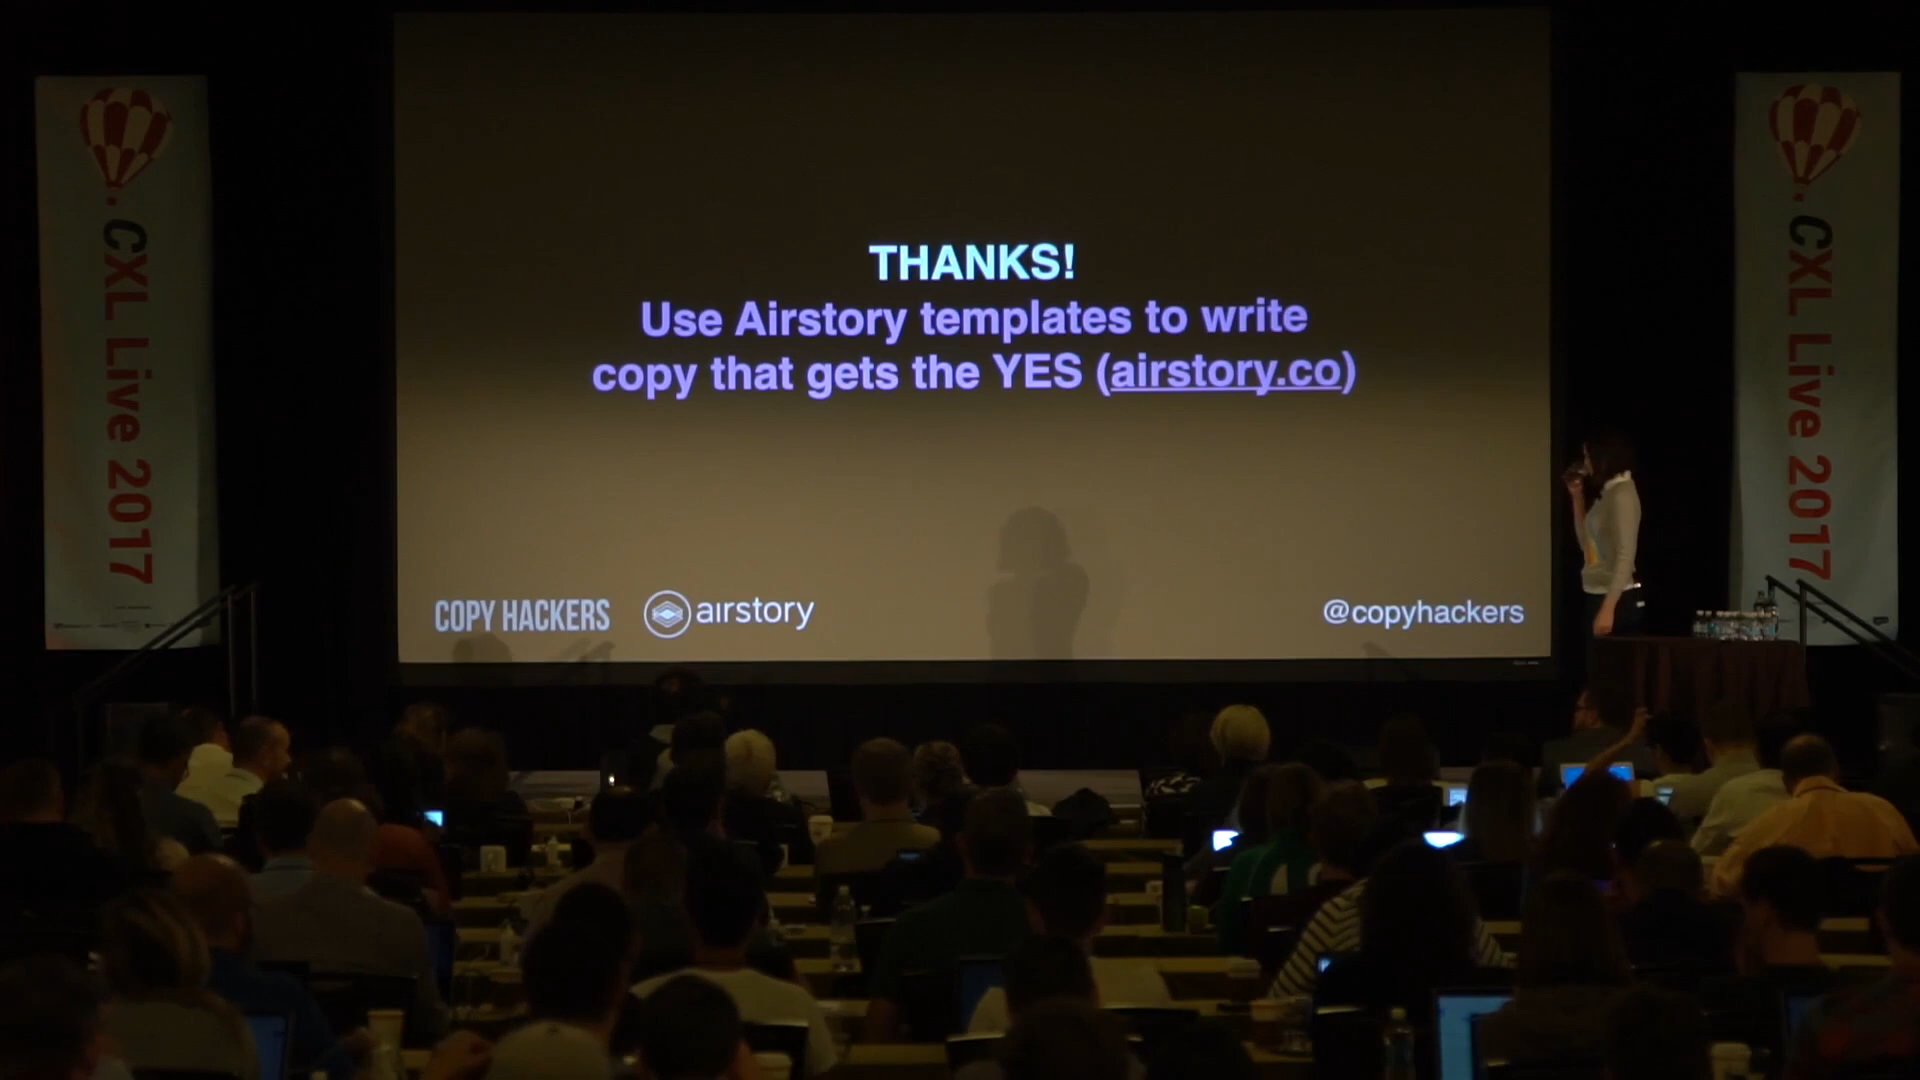 CXL Live 2017
THANKS!
Use Airstory templates to write
copy that gets the YES (airstory.co)
COPY HACKERS
airstory
@copyhackers
CXL Live 2017